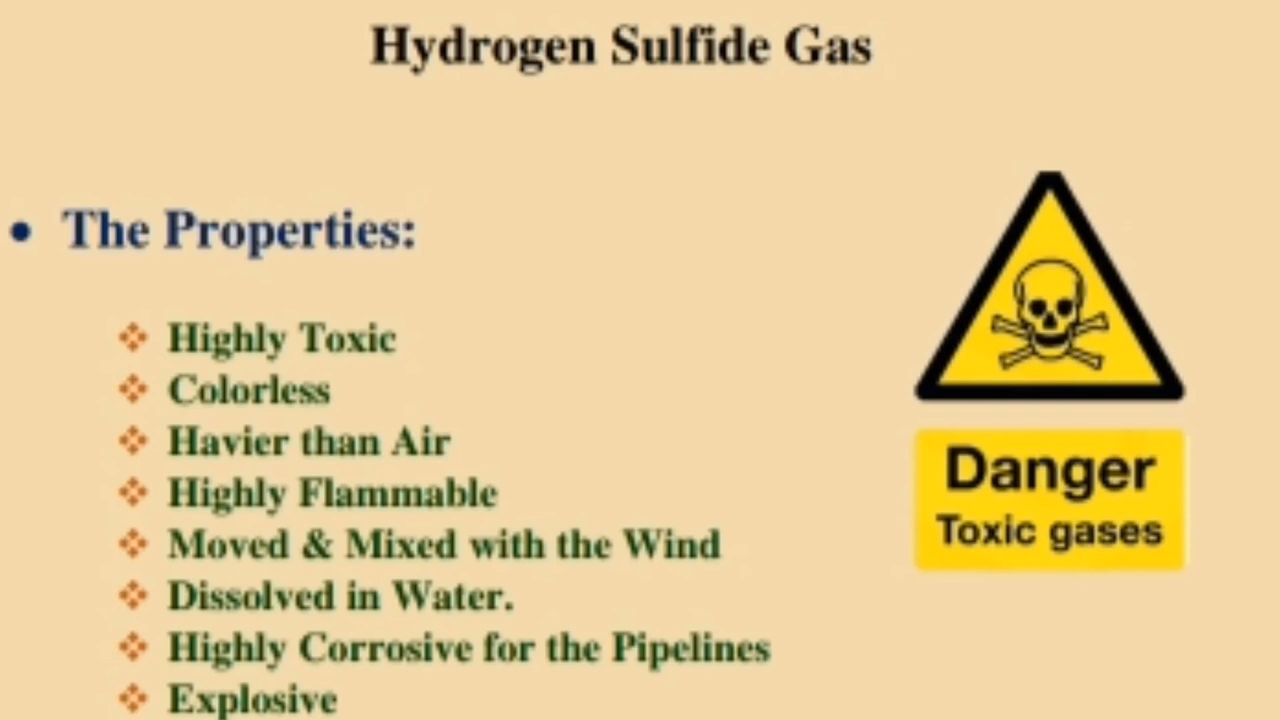 Hydrogen Sulfide Gas
• The Properties:
❖ Highly Toxic
❖ Colorless
❖ Havier than Air
❖ Highly Flammable
❖ Moved & Mixed with the Wind
❖ Dissolved in Water.
❖ Highly Corrosive for the Pipelines
❖ Explosive
Danger
Toxic gases